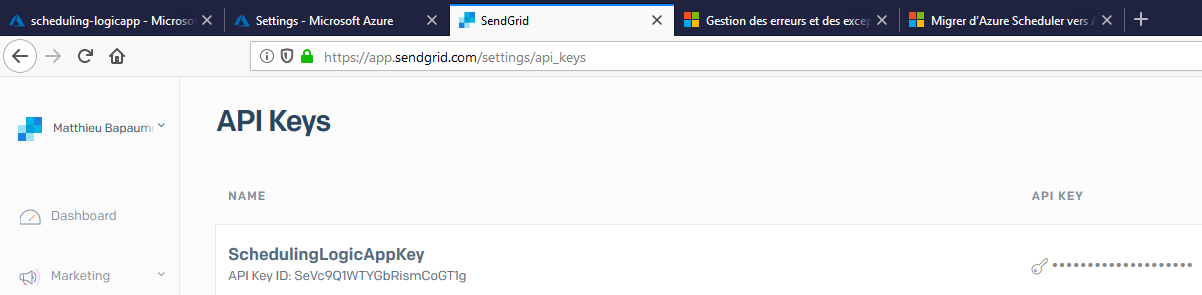 scheduling-logicapp - Microsof
Settings - Microsoft Azure
SendGrid
Gestion des erreurs et des excep
Migrer d'Azure Scheduler vers A
https://app.sendgrid.com/settings/api_keys
Matthieu Bapaum
API Keys
NAME
API KEY
Dashboard
SchedulingLogicAppKey
API Key ID: SeVc9Q1WTYGbRismCoGT1g
Marketing